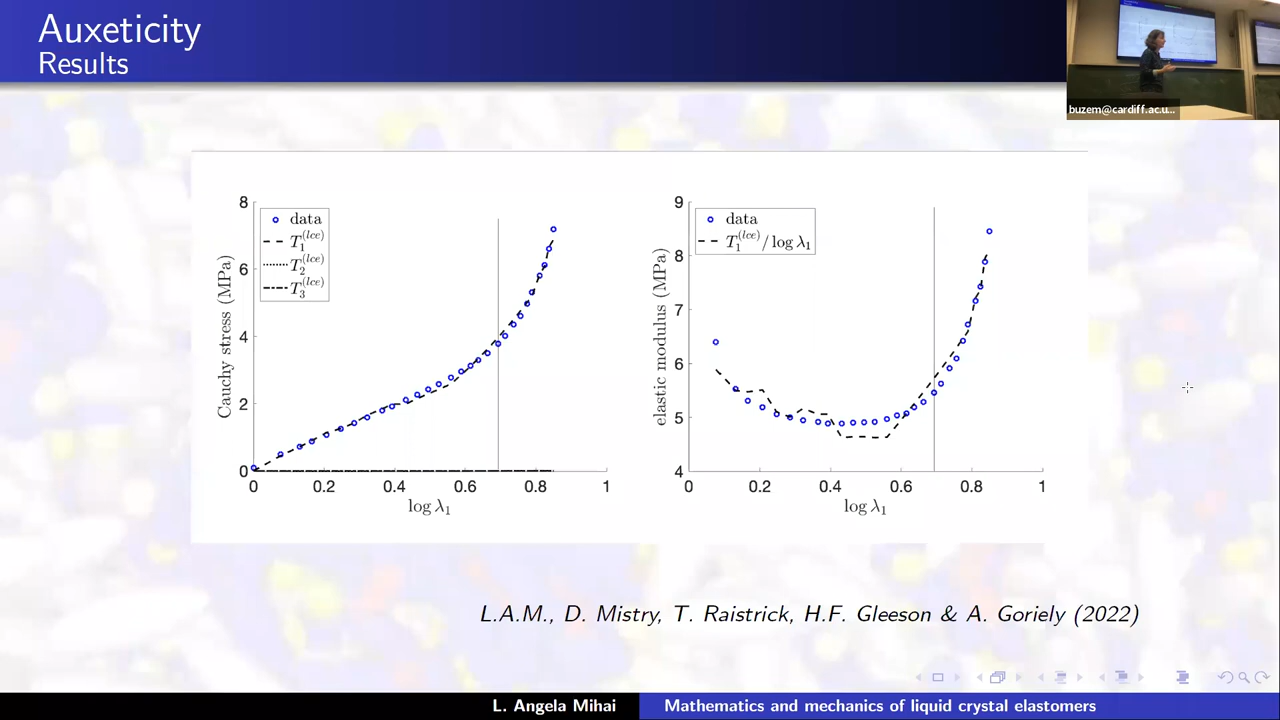 Auxeticity
Results
buzem@cardiff.ac.u...
8
6
4
2
0
Cauchy stress (MPa)
data
T₁^(lce)
T₂^(lce)
T₃^(lce)
0 0.2 0.4 0.6 0.8 1
log λ₁
9
8
7
6
5
4
elastic modulus (MPa)
data
T₁^(lce)/log λ₁
0 0.2 0.4 0.6 0.8 1
log λ₁
L.A.M., D. Mistry, T. Raistrick, H.F. Gleeson & A. Goriely (2022)
L. Angela Mihai
Mathematics and mechanics of liquid crystal elastomers